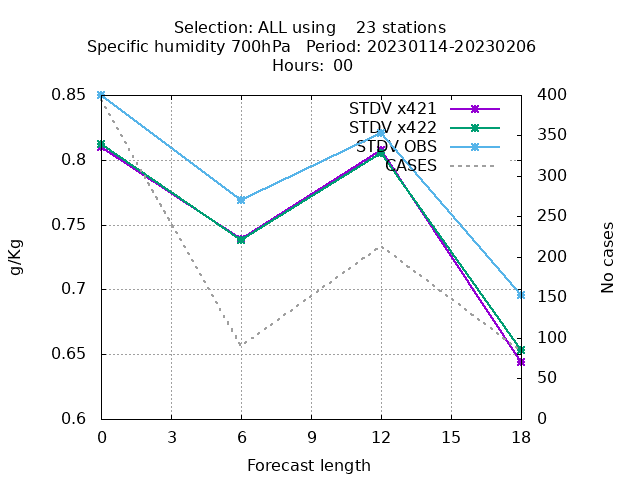 Selection: ALL using    23 stations
Specific humidity 700hPa   Period: 20230114-20230206
Hours:  00
STDV x421
STDV x422
STDV OBS
CASES
0.85
0.8
0.75
0.7
0.65
0.6
g/Kg
400
350
300
250
200
150
100
50
0
No cases
0 3 6 9 12 15 18
Forecast length